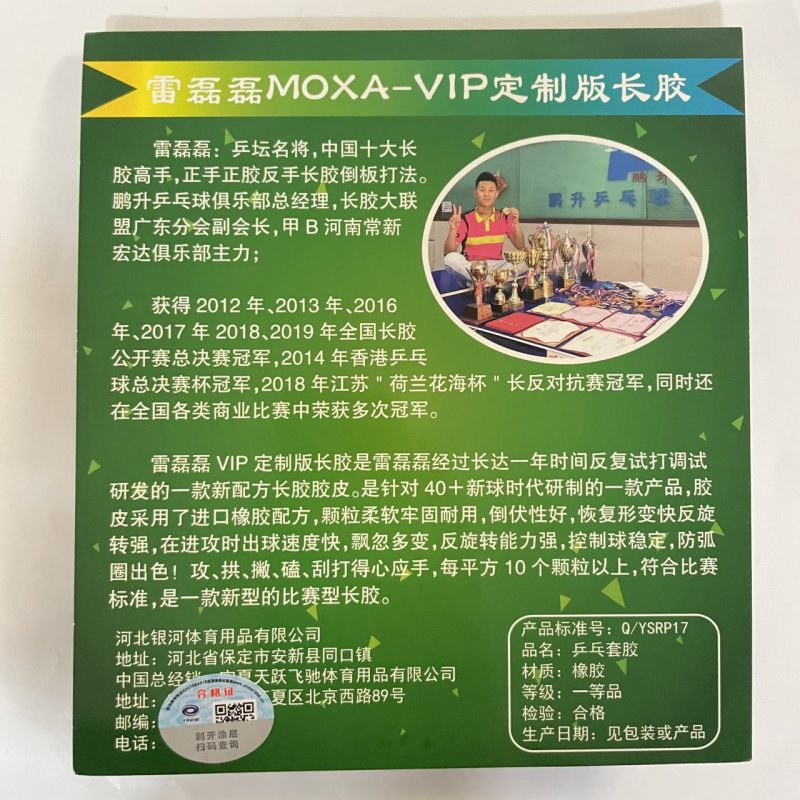 雷磊磊MOXA-VIP定制版长胶
雷磊磊：乒坛名将，中国十大长
胶高手，正手正胶反手长胶倒板打法。
鹏升乒乓球俱乐部总经理，长胶大联
盟广东分会副会长，甲B河南常新
宏达俱乐部主力；
鹏升乒乓球
获得2012年、2013年、2016
年、2017年2018、2019年全国长胶
公开赛总决赛冠军，2014年香港乒乓
球总决赛杯冠军，2018年江苏"荷兰花海杯"长反对抗赛冠军，同时还
在全国各类商业比赛中荣获多次冠军。
雷磊磊VIP定制版长胶是雷磊磊经过长达一年时间反复试打调试
研发的一款新配方长胶胶皮。是针对40+新球时代研制的一款产品，胶
皮采用了进口橡胶配方，颗粒柔软牢固耐用，倒伏性好，恢复形变快反旋
转强，在进攻时出球速度快，飘忽多变，反旋转能力强，控制球稳定，防弧
圈出色！攻、拱、撇、磕、刮打得心应手，每平方10个颗粒以上，符合比赛
标准，是一款新型的比赛型长胶。
河北银河体育用品有限公司
地址：河北省保定市安新县同口镇
中国总经销 夏天跃飞驰体育用品有限公司
地址： 夏区北京西路89号
邮编：
电话：
合格证
刮开涂层
扫码查询
产品标准号：Q/YSRP17
品名：乒乓套胶
材质：橡胶
等级：一等品
检验：合格
生产日期：见包装或产品